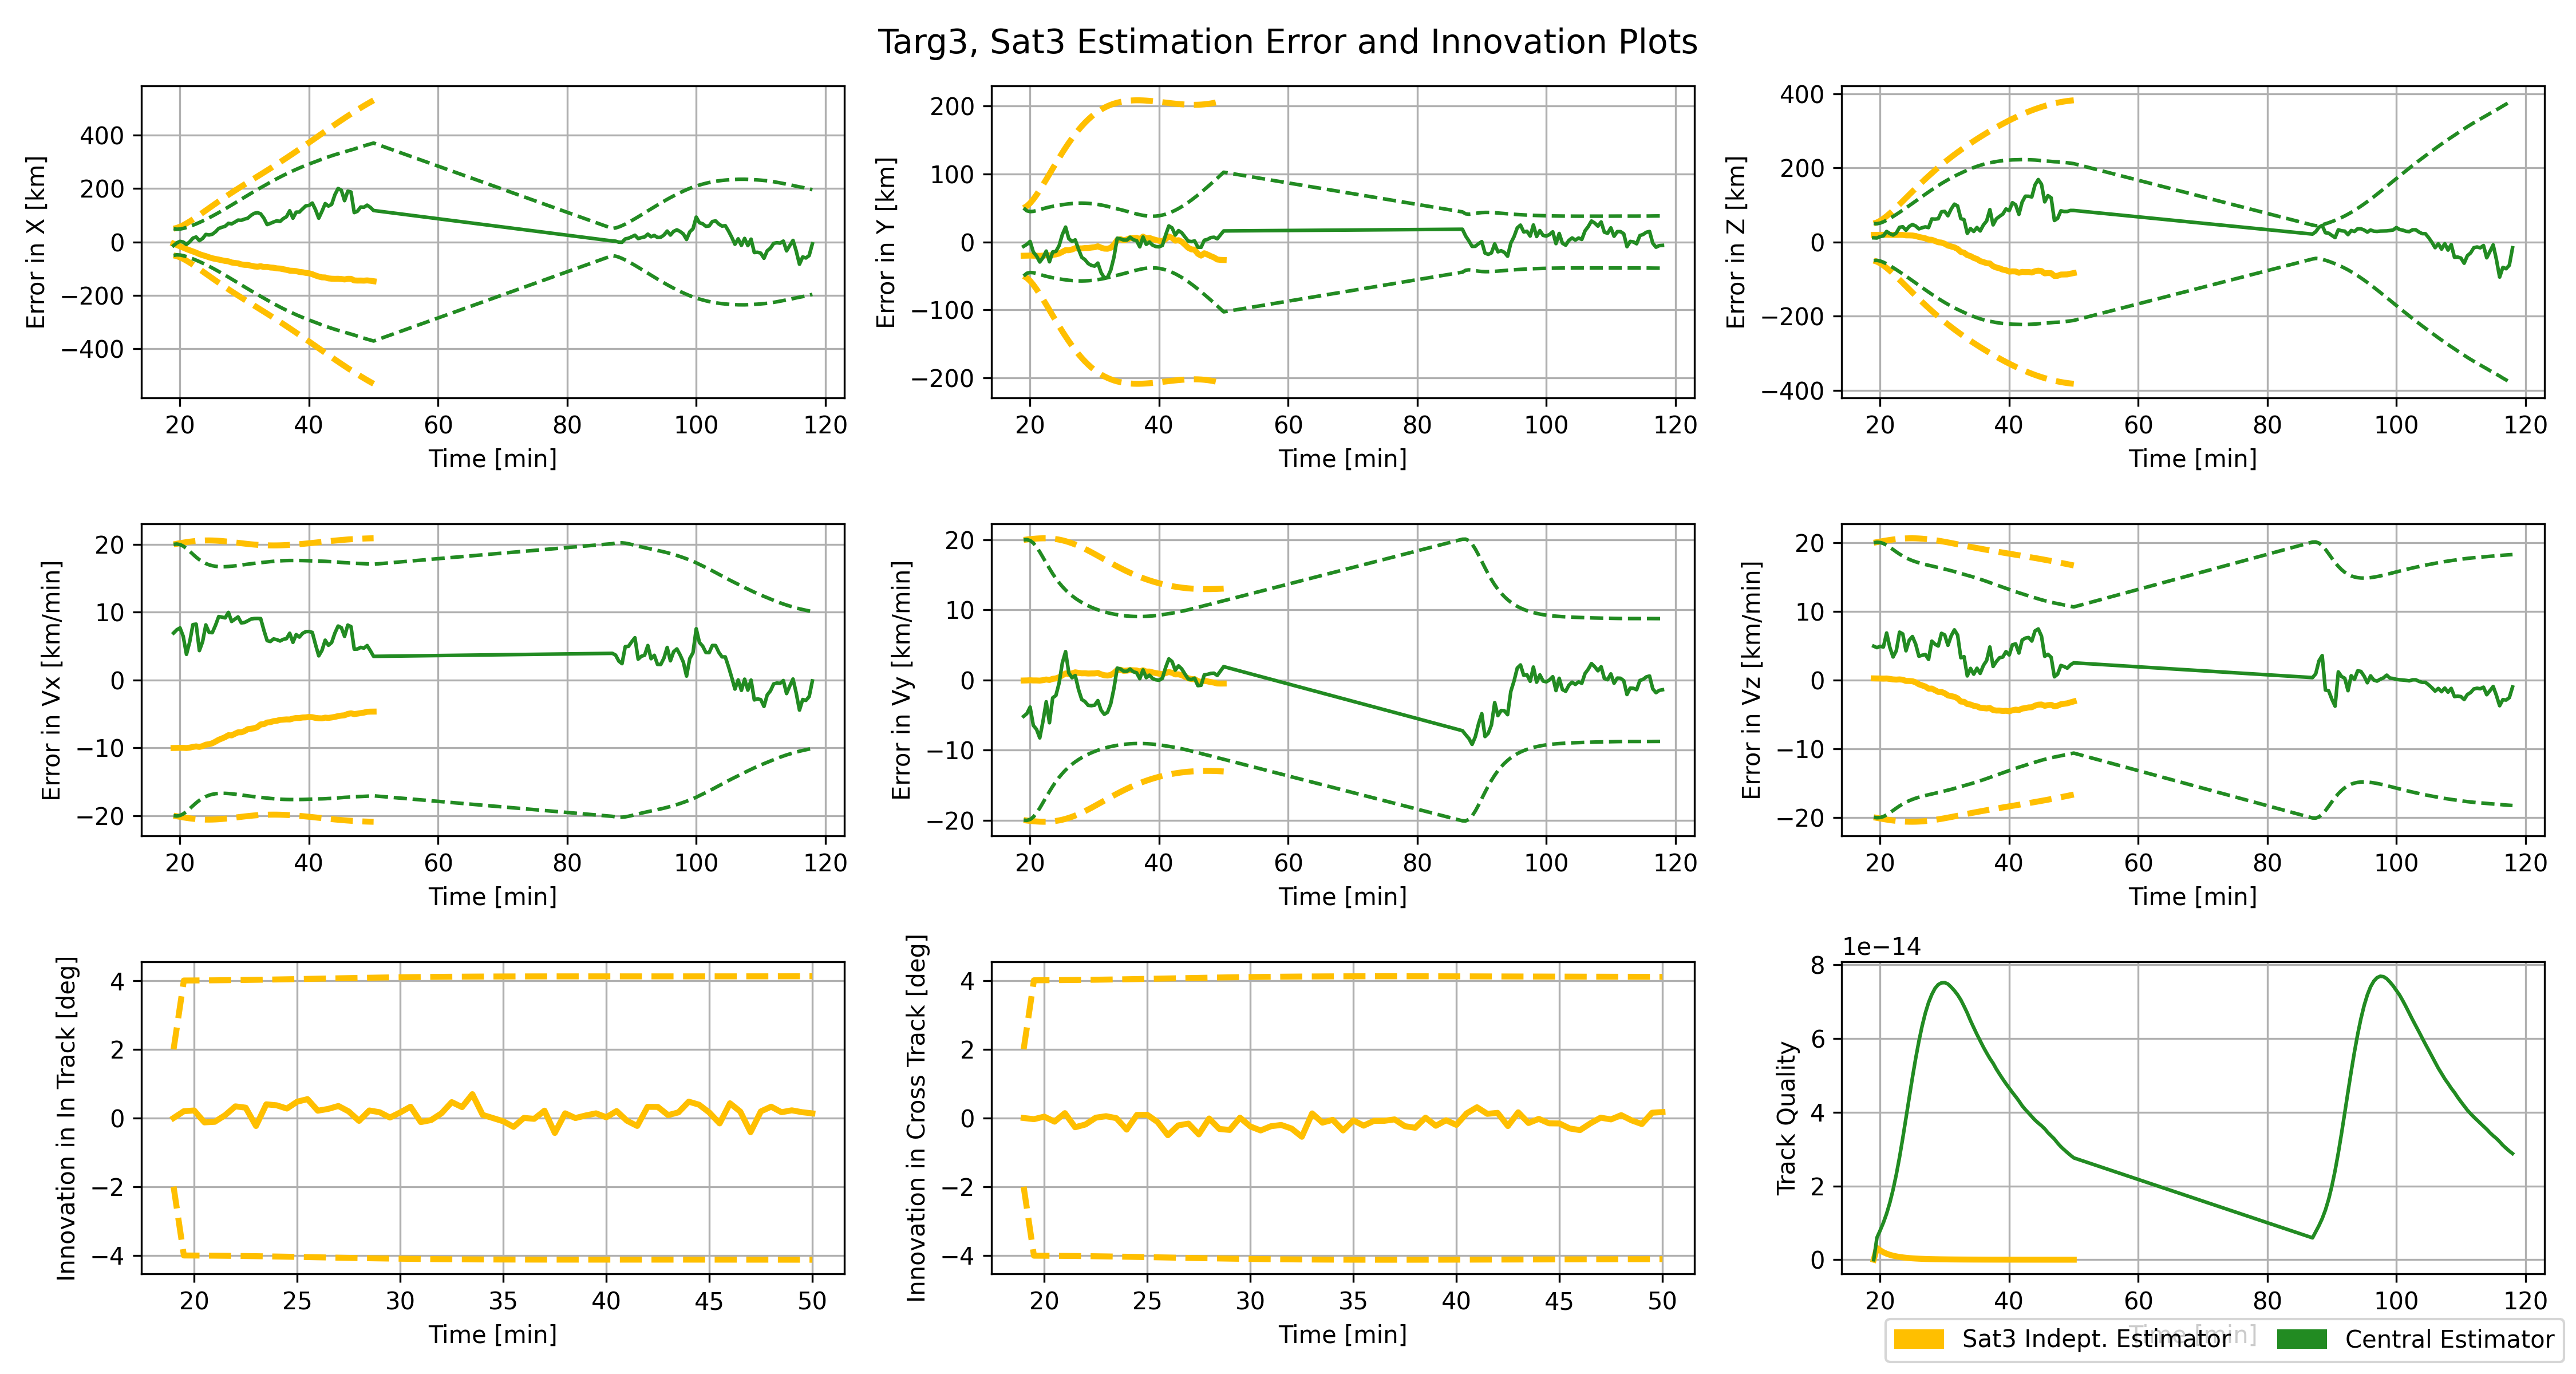 Targ3, Sat3 Estimation Error and Innovation Plots
Error in X [km]
400
200
0
−200
−400
20 40 60 80 100 120
Time [min]
Error in Y [km]
200
100
0
−100
−200
20 40 60 80 100 120
Time [min]
Error in Z [km]
400
200
0
−200
−400
20 40 60 80 100 120
Time [min]
Error in Vx [km/min]
20
10
0
−10
−20
20 40 60 80 100 120
Time [min]
Error in Vy [km/min]
20
10
0
−10
−20
20 40 60 80 100 120
Time [min]
Error in Vz [km/min]
20
10
0
−10
−20
20 40 60 80 100 120
Time [min]
Innovation in In Track [deg]
4
2
0
−2
−4
20 25 30 35 40 45 50
Time [min]
Innovation in Cross Track [deg]
4
2
0
−2
−4
20 25 30 35 40 45 50
Time [min]
1e−14
Track Quality
8
6
4
2
0
20 40 60 80 100 120
Time [min]
Sat3 Indept. Estimator
Central Estimator